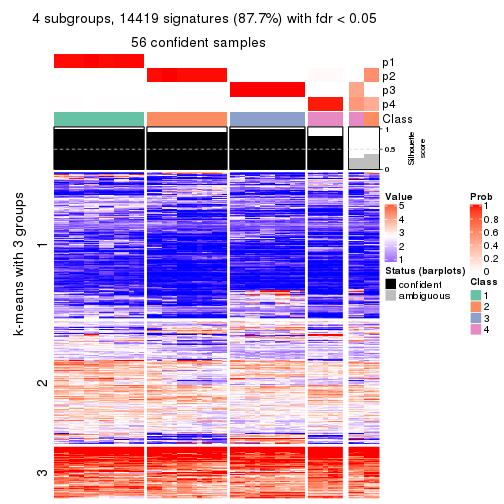 4 subgroups, 14419 signatures (87.7%) with fdr < 0.05
56 confident samples
p1
p2
p3
p4
Class
1
0.5
0
Silhouette
score
k-means with 3 groups
1
2
3
Value
5
4
3
2
1
Status (barplots)
confident
ambiguous
Prob
1
0.8
0.6
0.4
0.2
0
Class
1
2
3
4